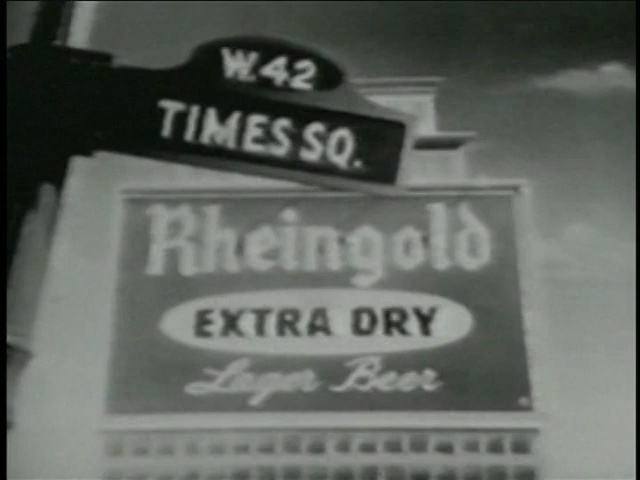 W.42
TIMES SQ.
Rheingold
EXTRA DRY
Lager Beer